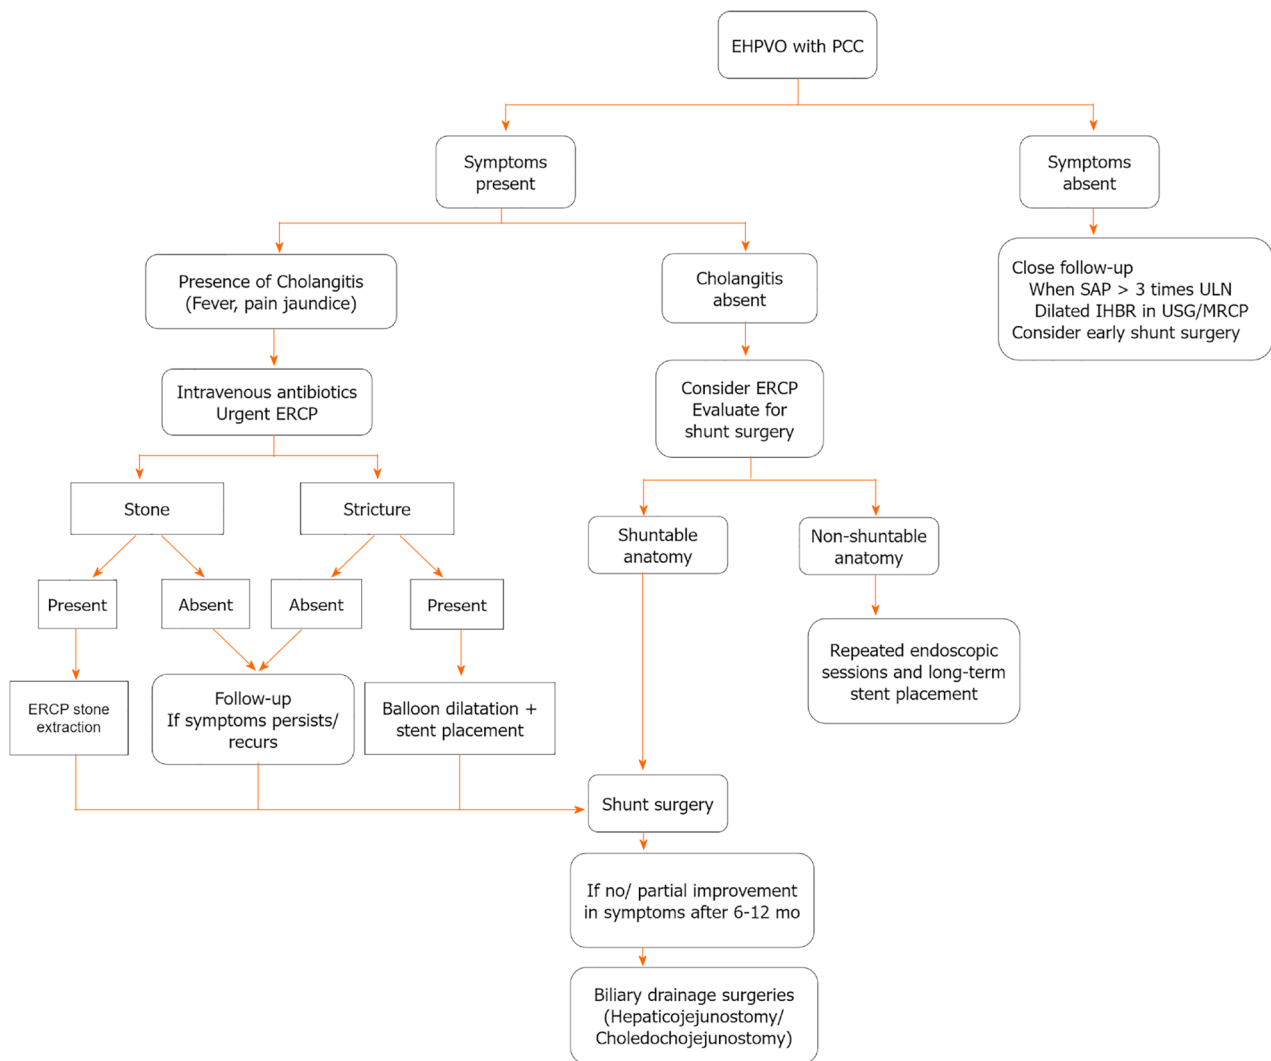 EHPVO with PCC
Symptoms
present
Symptoms
absent
Presence of Cholangitis
(Fever, pain jaundice)
Cholangitis
absent
Close follow-up
When SAP > 3 times ULN
Dilated IHBR in USG/MRCP
Consider early shunt surgery
Intravenous antibiotics
Urgent ERCP
Consider ERCP
Evaluate for
shunt surgery
Stone
Stricture
Shuntable
anatomy
Non-shuntable
anatomy
Present
Absent
Absent
Present
ERCP stone
extraction
Follow-up
If symptoms persists/
recurs
Balloon dilatation +
stent placement
Repeated endoscopic
sessions and long-term
stent placement
Shunt surgery
If no/ partial improvement
in symptoms after 6-12 mo
Biliary drainage surgeries
(Hepaticojejunostomy/
Choledochojejunostomy)